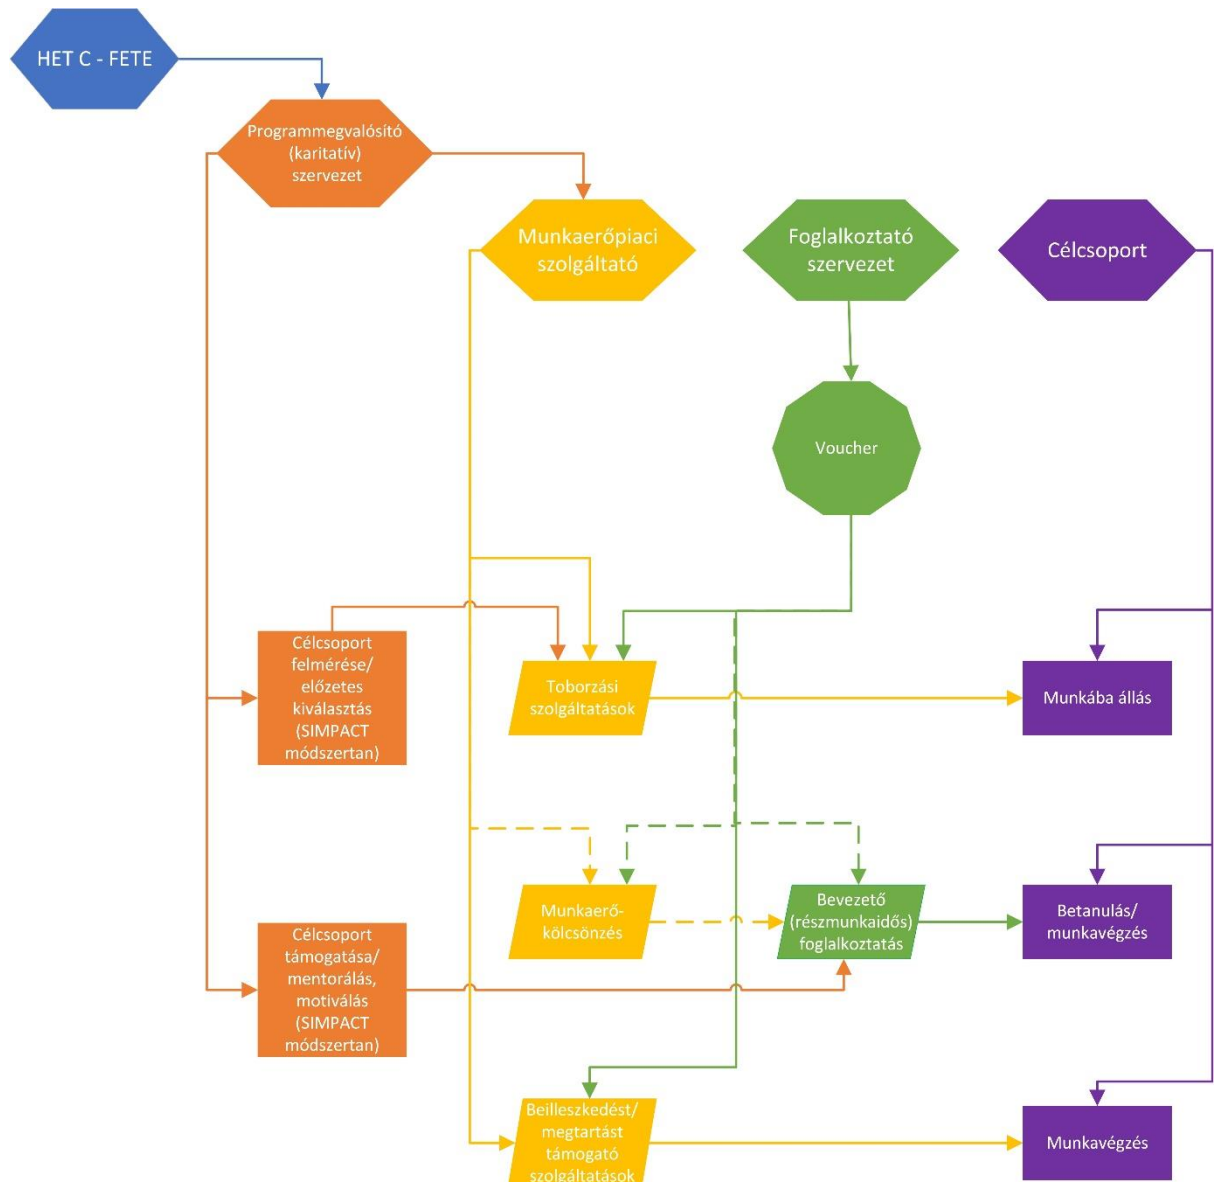 HET C - FETE
Programmegvalósító
(karitatív)
szervezet
Munkaerőpiaci
szolgáltató
Foglalkoztató
szervezet
Célcsoport
Voucher
Célcsoport
felmérése/
előzetes
kiválasztás
(SIMPACT
módszertan)
Toborzási
szolgáltatások
Munkába állás
Munkaerő-
kölcsönzés
Bevezető
(részmunkaidős)
foglalkoztatás
Betanulás/
munkavégzés
Célcsoport
támogatása/
mentorálás,
motiválás
(SIMPACT
módszertan)
Beilleszkedést/
megtartást
támogató
szolgáltatások
Munkavégzés